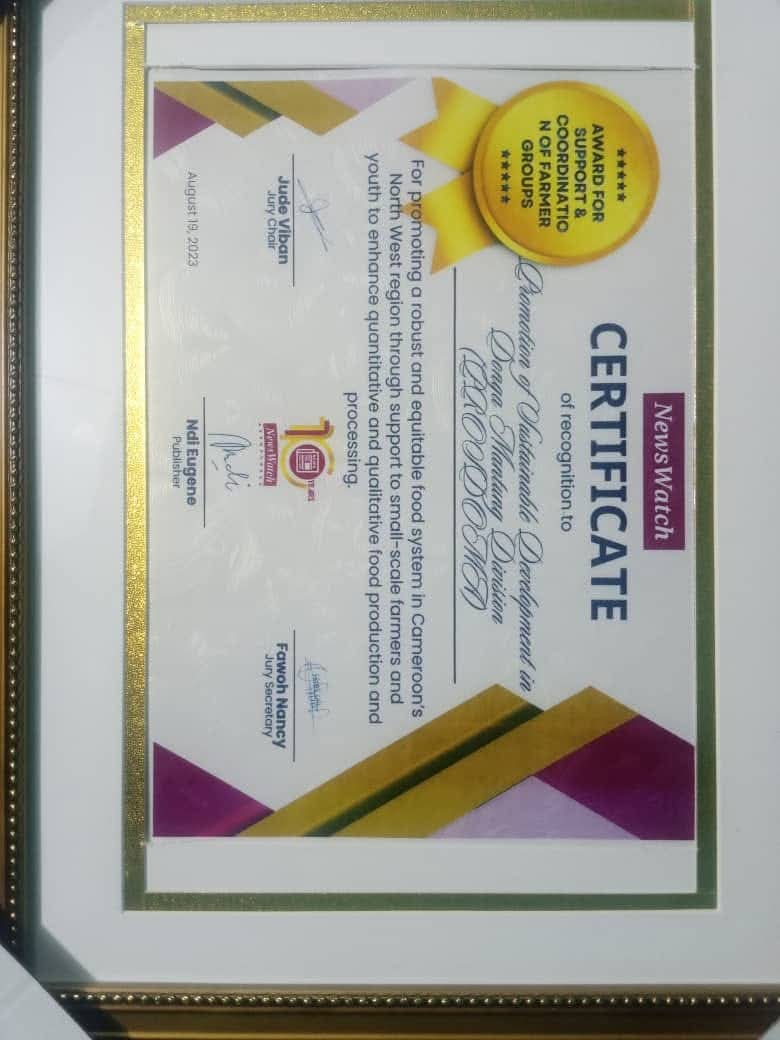 NewsWatch
CERTIFICATE
of recognition to
AWARD FOR
SUPPORT &
COORDINATIO
N OF FARMER
GROUPS
Promotion of Sustainable Development in
Donga Mantung Division
(PROSDOMD)
For promoting a robust and equitable food system in Cameroon's
North West region through support to small-scale farmers and
youth to enhance quantitative and qualitative food production and
processing.
10 YEARS
NewsWatch
Jude Viban
Jury Chair
Fawoh Nancy
Jury Secretary
Ndi Eugene
Publisher
August 19, 2023